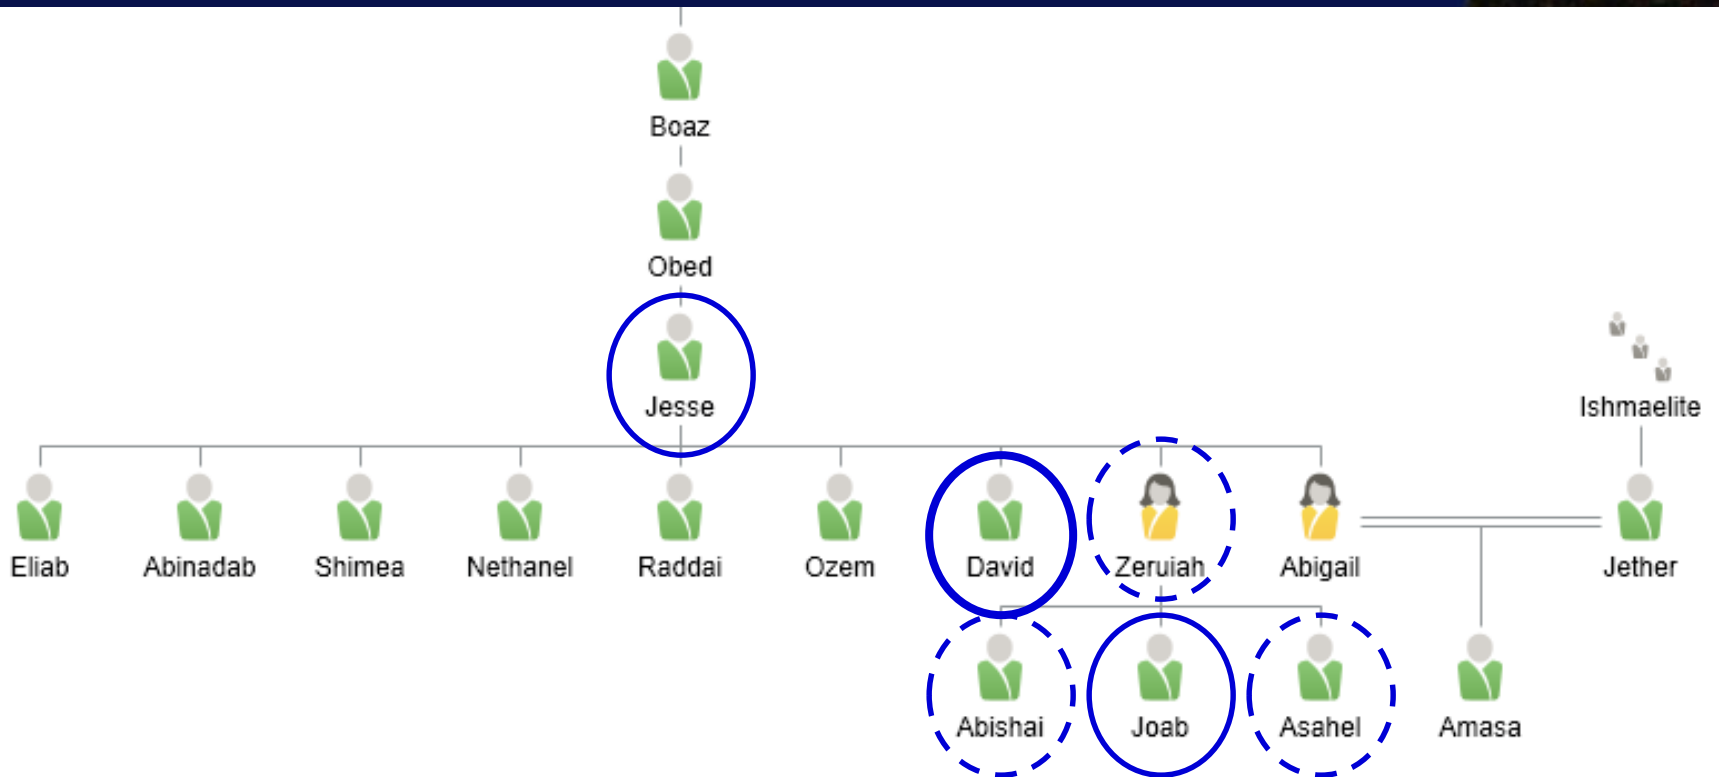 Boaz
Obed
Jesse
Ishmaelite
Eliab
Abinadab
Shimea
Nethanel
Raddai
Ozem
David
Zeruiah
Abigail
Jether
Abishai
Joab
Asahel
Amasa